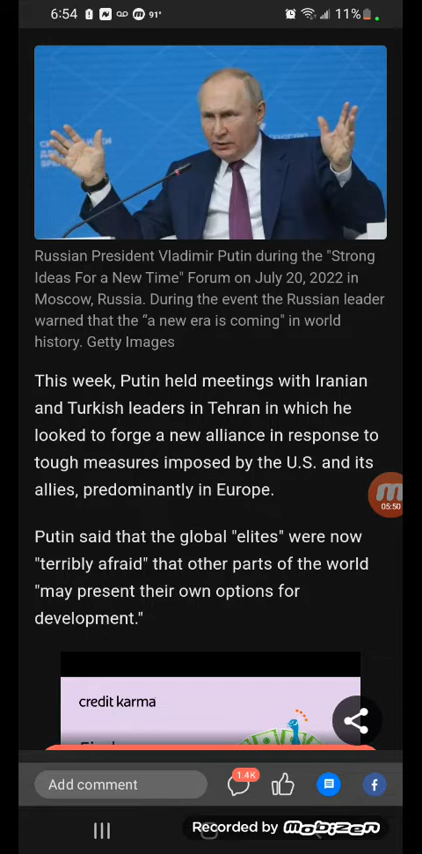 6:54 91° 11%
Russian President Vladimir Putin during the "Strong
Ideas For a New Time" Forum on July 20, 2022 in
Moscow, Russia. During the event the Russian leader
warned that the “a new era is coming" in world
history. Getty Images
This week, Putin held meetings with Iranian
and Turkish leaders in Tehran in which he
looked to forge a new alliance in response to
tough measures imposed by the U.S. and its
allies, predominantly in Europe.
05:50
Putin said that the global "elites" were now
"terribly afraid" that other parts of the world
"may present their own options for
development."
credit karma
Add comment
1.4K
Recorded by mobizen